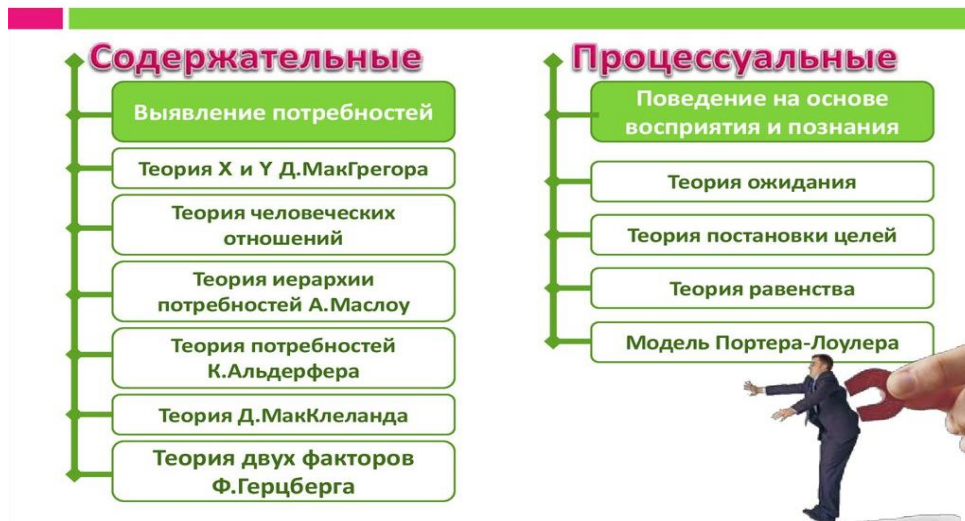 Содержательные
Выявление потребностей
Теория X и Y Д.МакГрегора
Теория человеческих
отношений
Теория иерархии
потребностей А.Маслоу
Теория потребностей
К.Альдерфера
Теория Д.МакКлеланда
Теория двух факторов
Ф.Герцберга
Процессуальные
Поведение на основе
восприятия и познания
Теория ожидания
Теория постановки целей
Теория равенства
Модель Портера-Лоулера